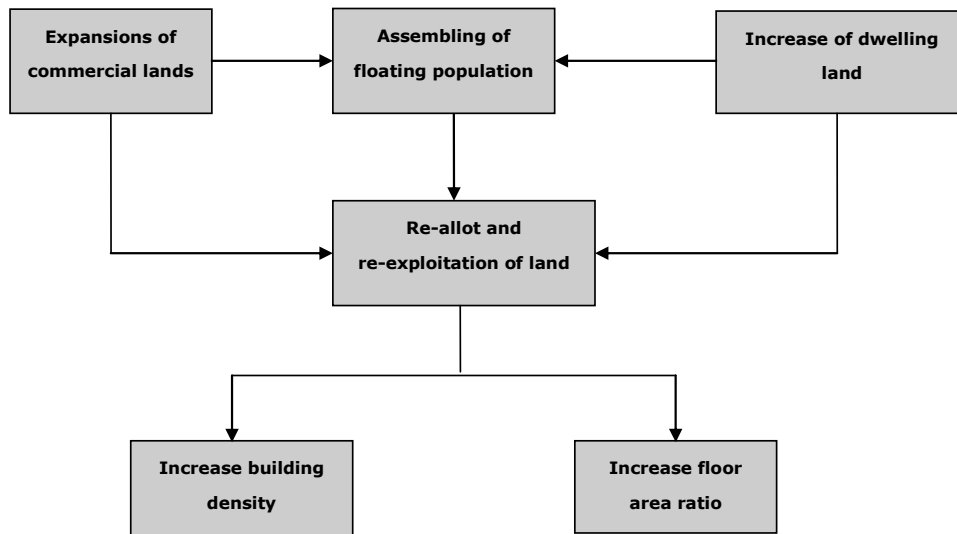 Expansions of
commercial lands
Assembling of
floating population
Increase of dwelling
land
Re-allot and
re-exploitation of land
Increase building
density
Increase floor
area ratio